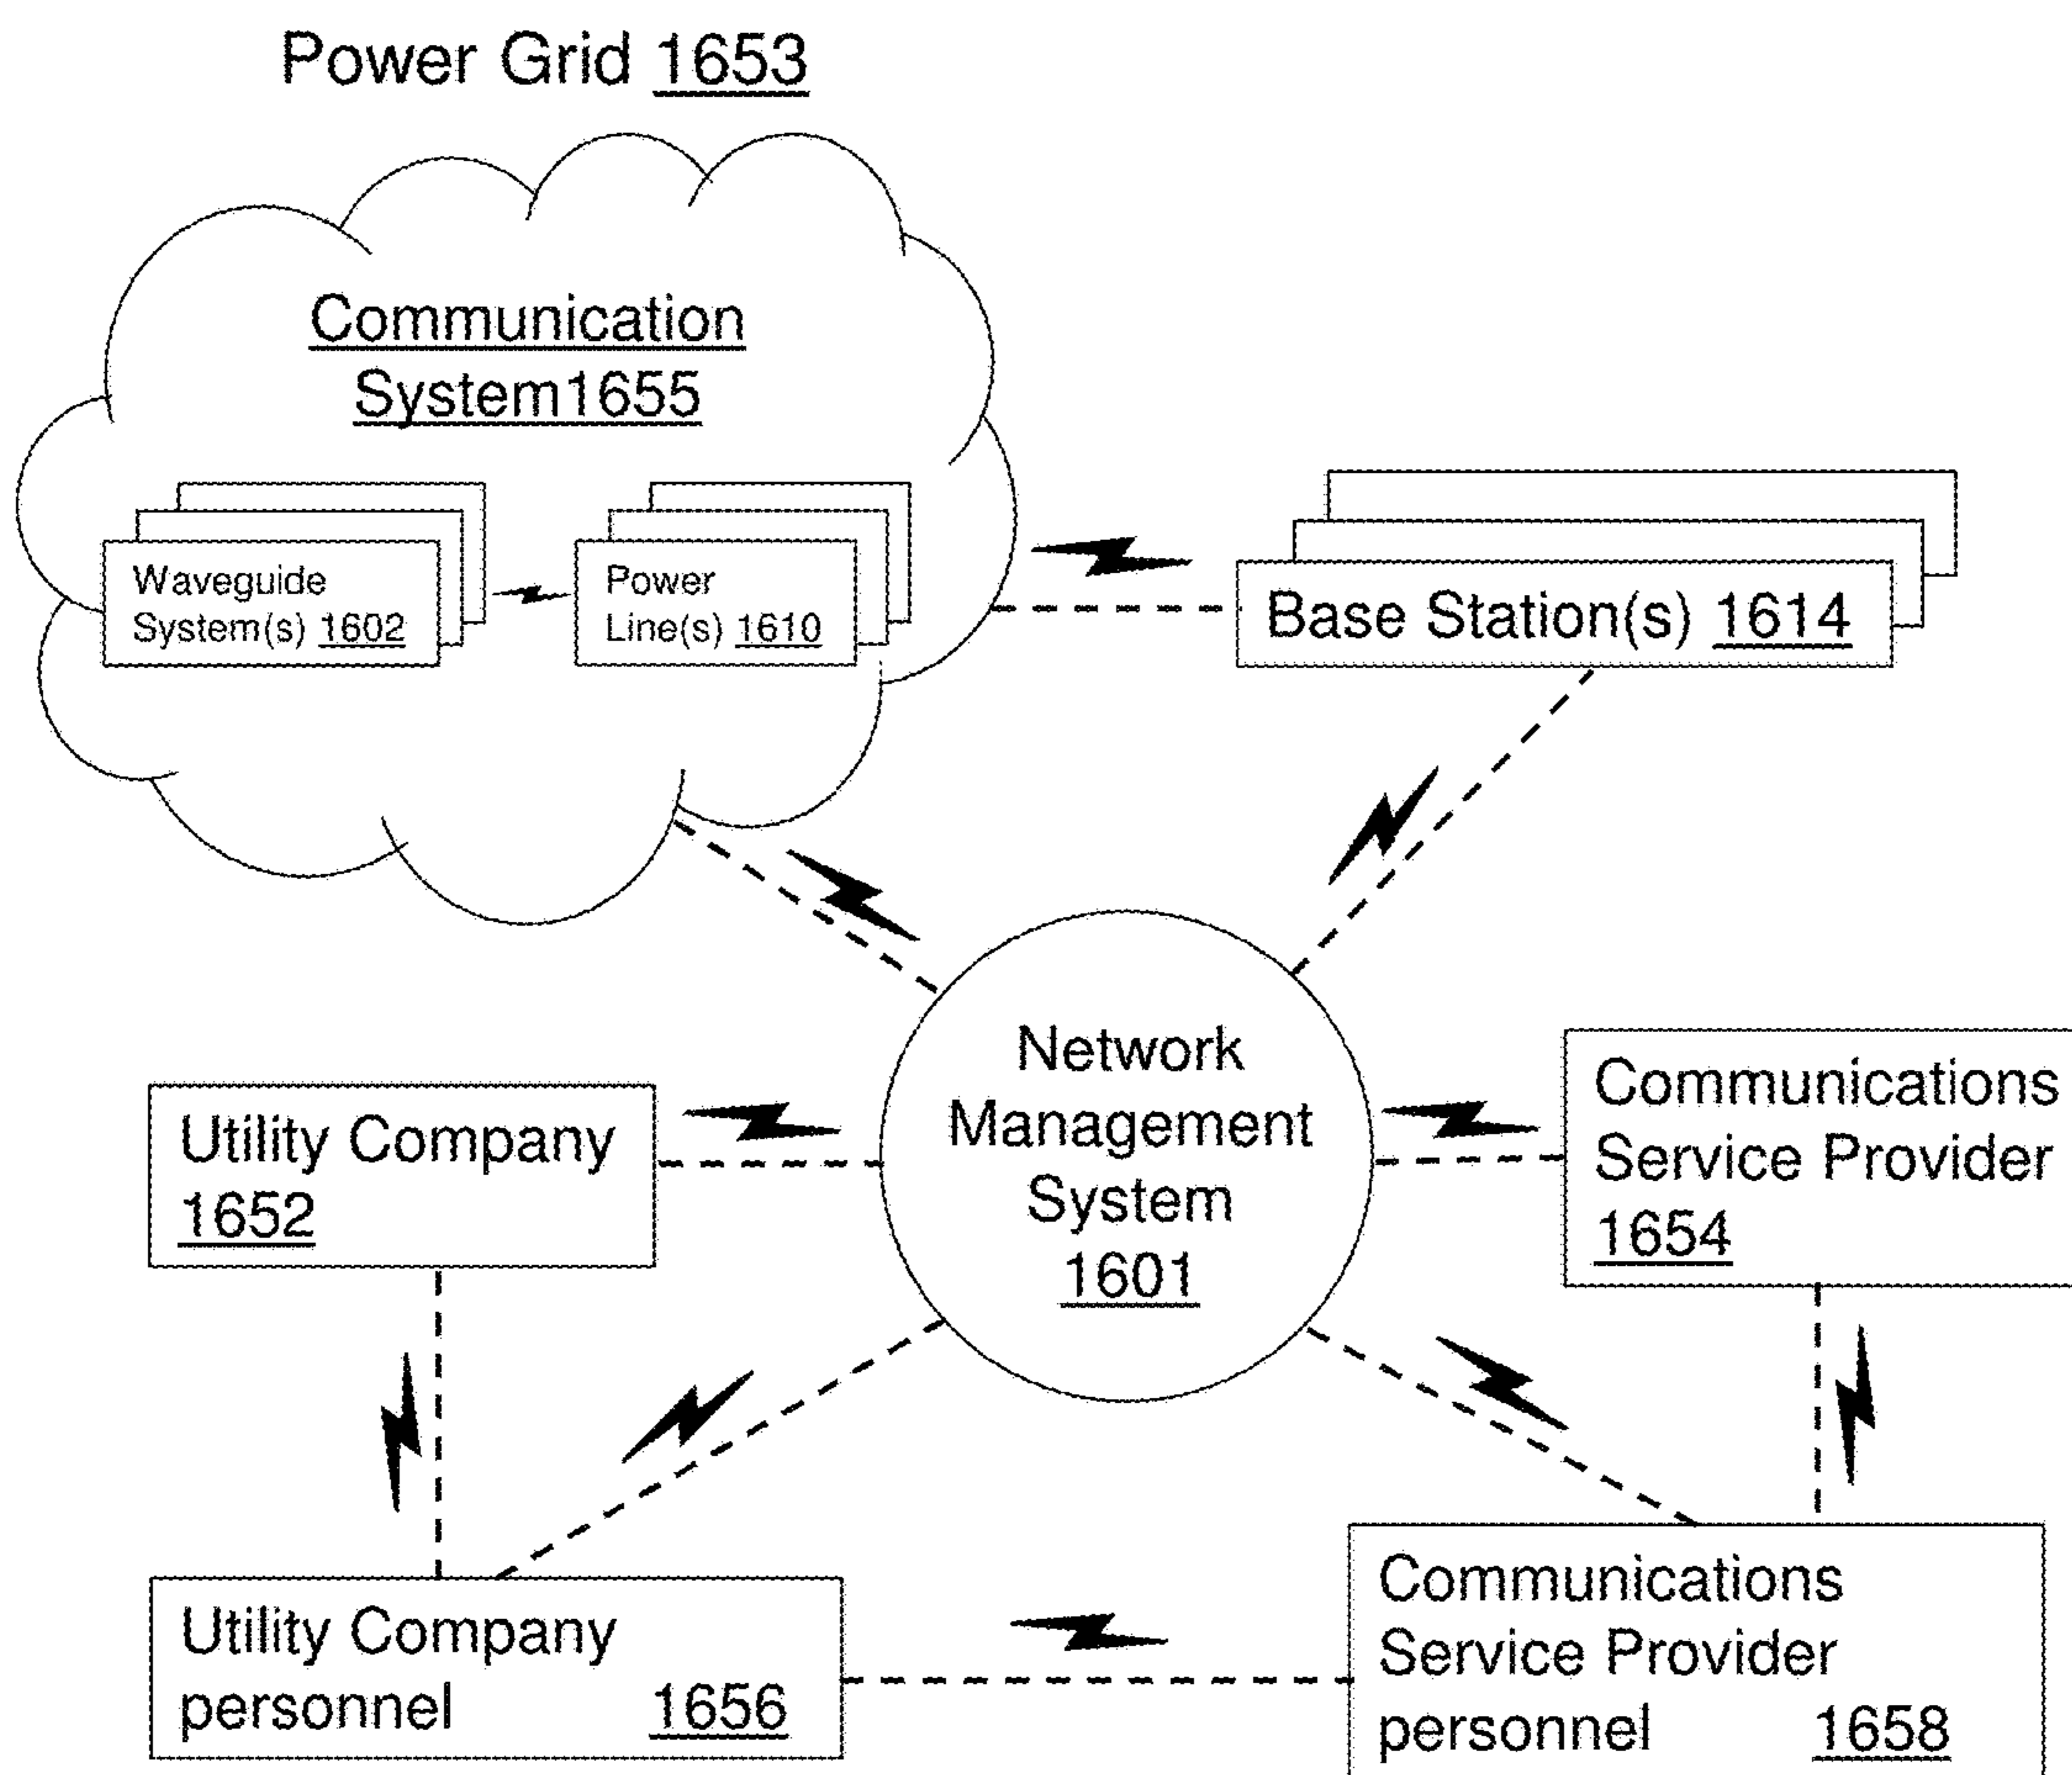 Power Grid 1653
Communication
System1655
Waveguide
System(s) 1602
Power
Line(s) 1610
Base Station(s) 1614
Network
Management
System
1601
Utility Company
1652
Communications
Service Provider
1654
Utility Company
personnel 1656
Communications
Service Provider
personnel 1658